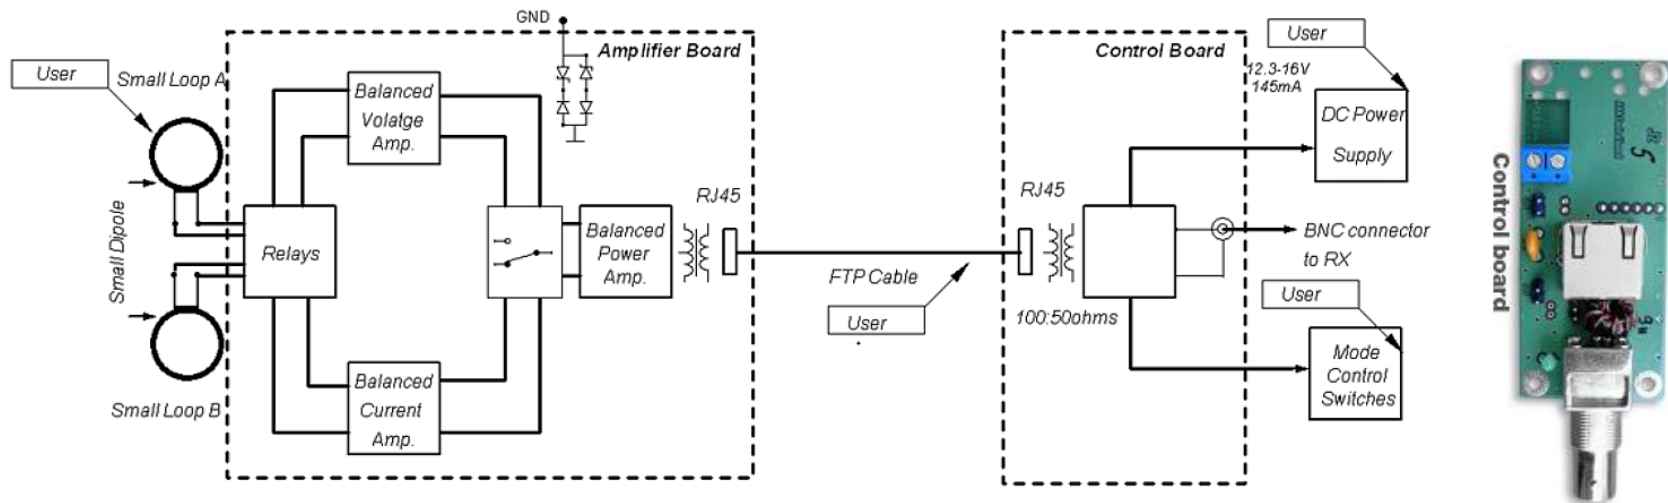 GND
User
Small Loop A
Amplifier Board
Balanced
Volatge
Amp.
Small Dipole
Relays
Small Loop B
Balanced
Power
Amp.
Balanced
Current
Amp.
RJ45
FTP Cable
User
Control Board
RJ45
100:50ohms
12.3-16V
145mA
User
DC Power
Supply
BNC connector
to RX
User
Mode
Control
Switches
Control board